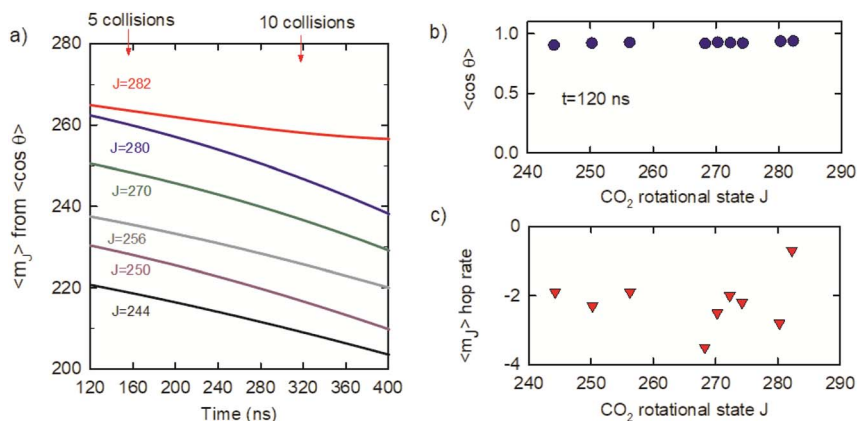 5 collisions
10 collisions
a)
280
260
240
220
200
J=282
J=280
J=270
J=256
J=250
J=244
<m_J> from <cos θ>
120 160 200 240 280 320 360 400
Time (ns)
b)
1.0
0.5
0.0
<cos θ>
t=120 ns
240 250 260 270 280 290
CO₂ rotational state J
c)
0
-2
-4
<m_J> hop rate
240 250 260 270 280 290
CO₂ rotational state J